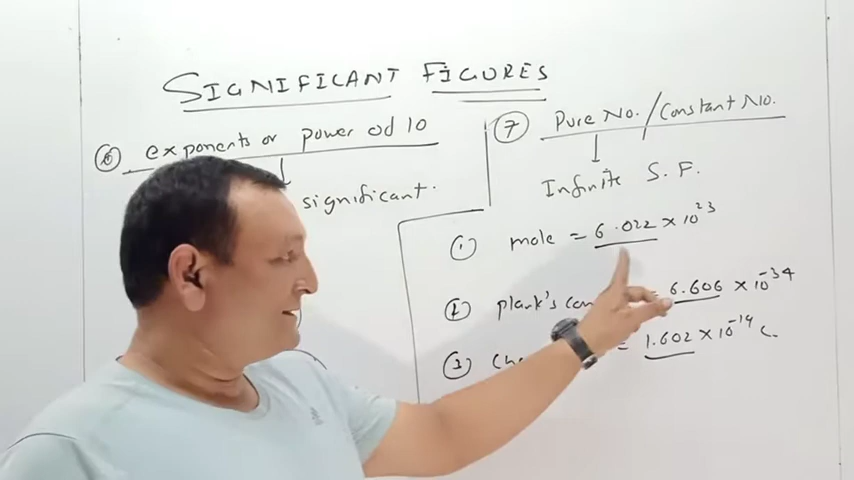 SIGNIFICANT FIGURES
⑥ exponents or power od 10
significant.
⑦ Pure No./Constant No.
Infinite S.F.
① mole = 6.022 × 10²³
② plank's con = 6.606 × 10⁻³⁴
③ Cha = 1.602 × 10⁻¹⁹ C.